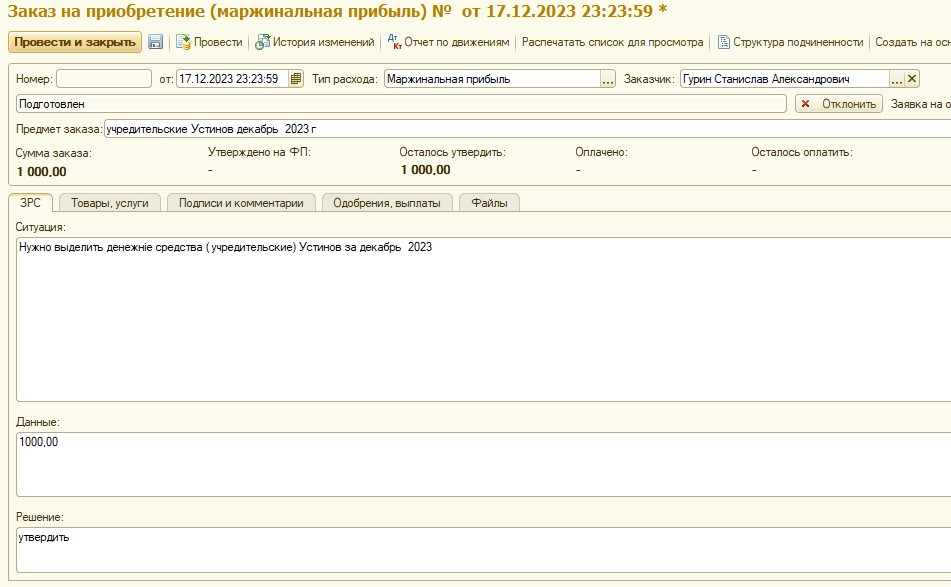 Заказ на приобретение (маржинальная прибыль) № от 17.12.2023 23:23:59 *
Провести и закрыть Провести История изменений Дт Кт Отчет по движениям Распечатать список для просмотра Структура подчиненности Создать на осн
Номер: от: 17.12.2023 23:23:59 Тип расхода: Маржинальная прибыль ... Заказчик: Гурин Станислав Александрович ...
Подготовлен Отклонить Заявка на о
Предмет заказа: учредительские Устинов декабрь 2023 г
Сумма заказа: Утверждено на ФП: Осталось утвердить: Оплачено: Осталось оплатить:
1 000,00 - 1 000,00 - -
ЗРС Товары, услуги Подписи и комментарии Одобрения, выплаты Файлы
Ситуация:
Нужно выделить денежніе средства ( учредительские) Устинов за декабрь 2023
Данные:
1000,00
Решение:
утвердить